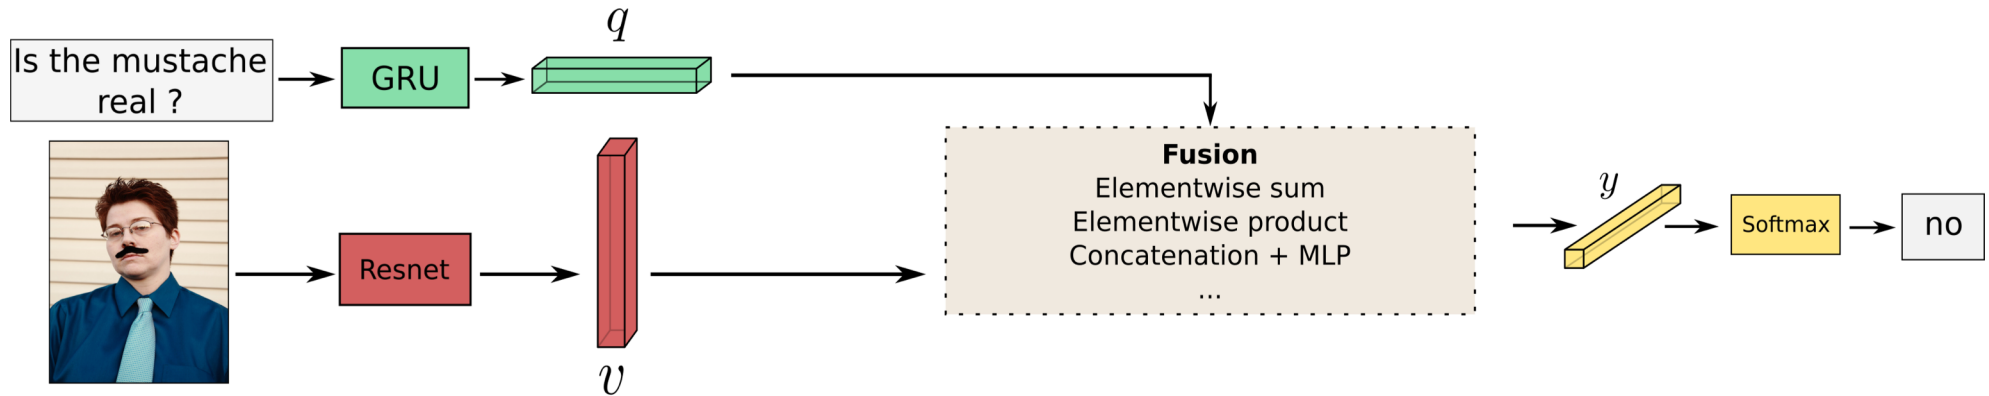 Is the mustache
real ?
GRU
q
Resnet
v
Fusion
Elementwise sum
Elementwise product
Concatenation + MLP
...
y
Softmax
no